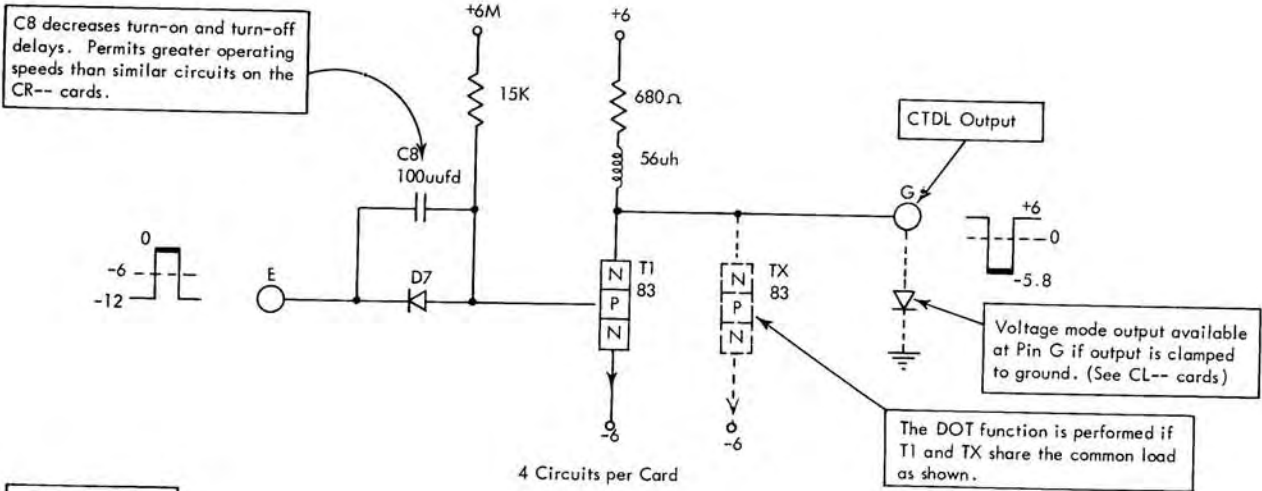 C8 decreases turn-on and turn-off
delays. Permits greater operating
speeds than similar circuits on the
CR-- cards.
+6M
+6
15K
680Ω
56uh
C8
100uufd
CTDL Output
G
+6
0
-5.8
0
-6
-12
E
D7
N
P
N
T1
83
N
P
N
TX
83
Voltage mode output available
at Pin G if output is clamped
to ground. (See CL-- cards)
-6
-6
The DOT function is performed if
T1 and TX share the common load
as shown.
4 Circuits per Card